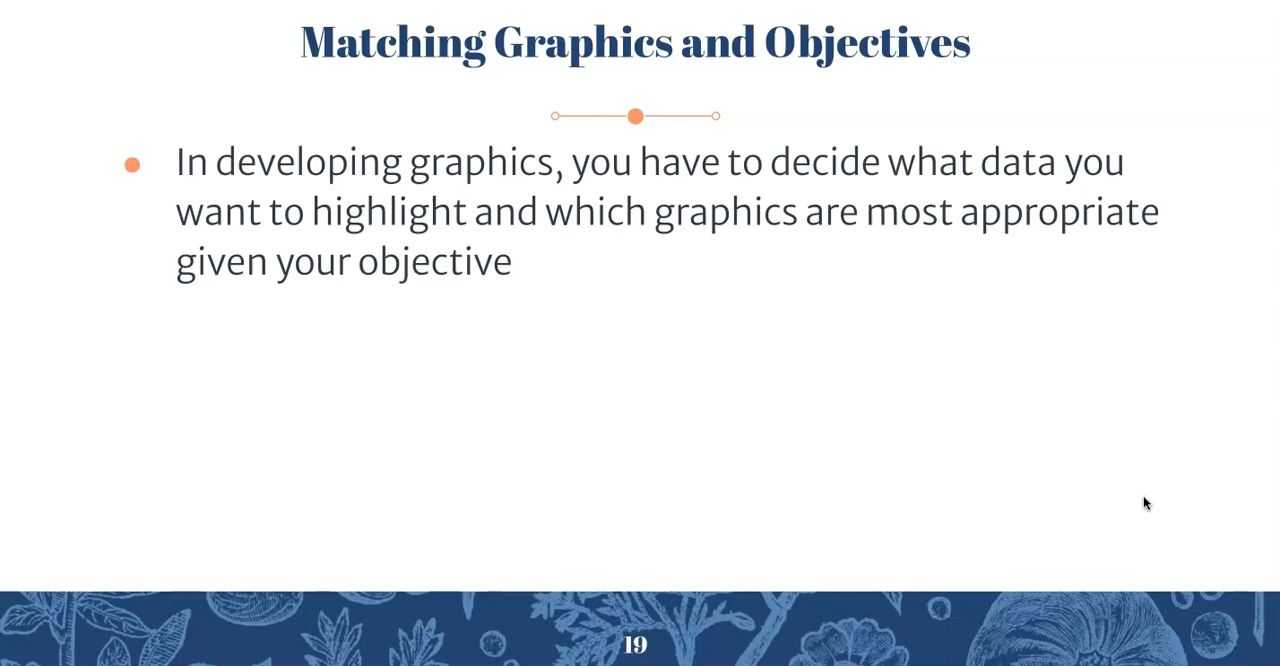 Matching Graphics and Objectives
In developing graphics, you have to decide what data you
want to highlight and which graphics are most appropriate
given your objective
19